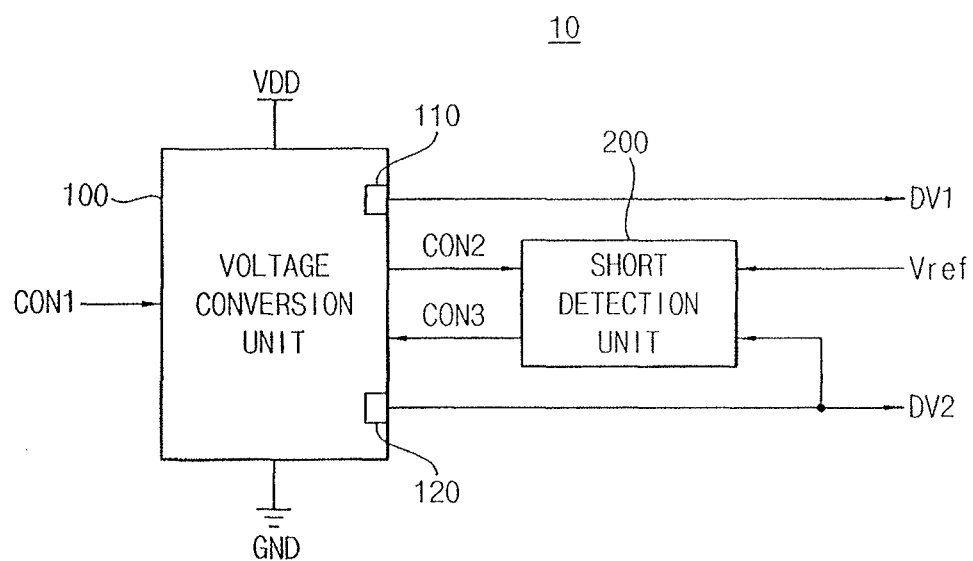 10
VDD
110
200
100
DV1
CON2
VOLTAGE
CONVERSION
UNIT
SHORT
DETECTION
UNIT
Vref
CON1
CON3
DV2
120
GND